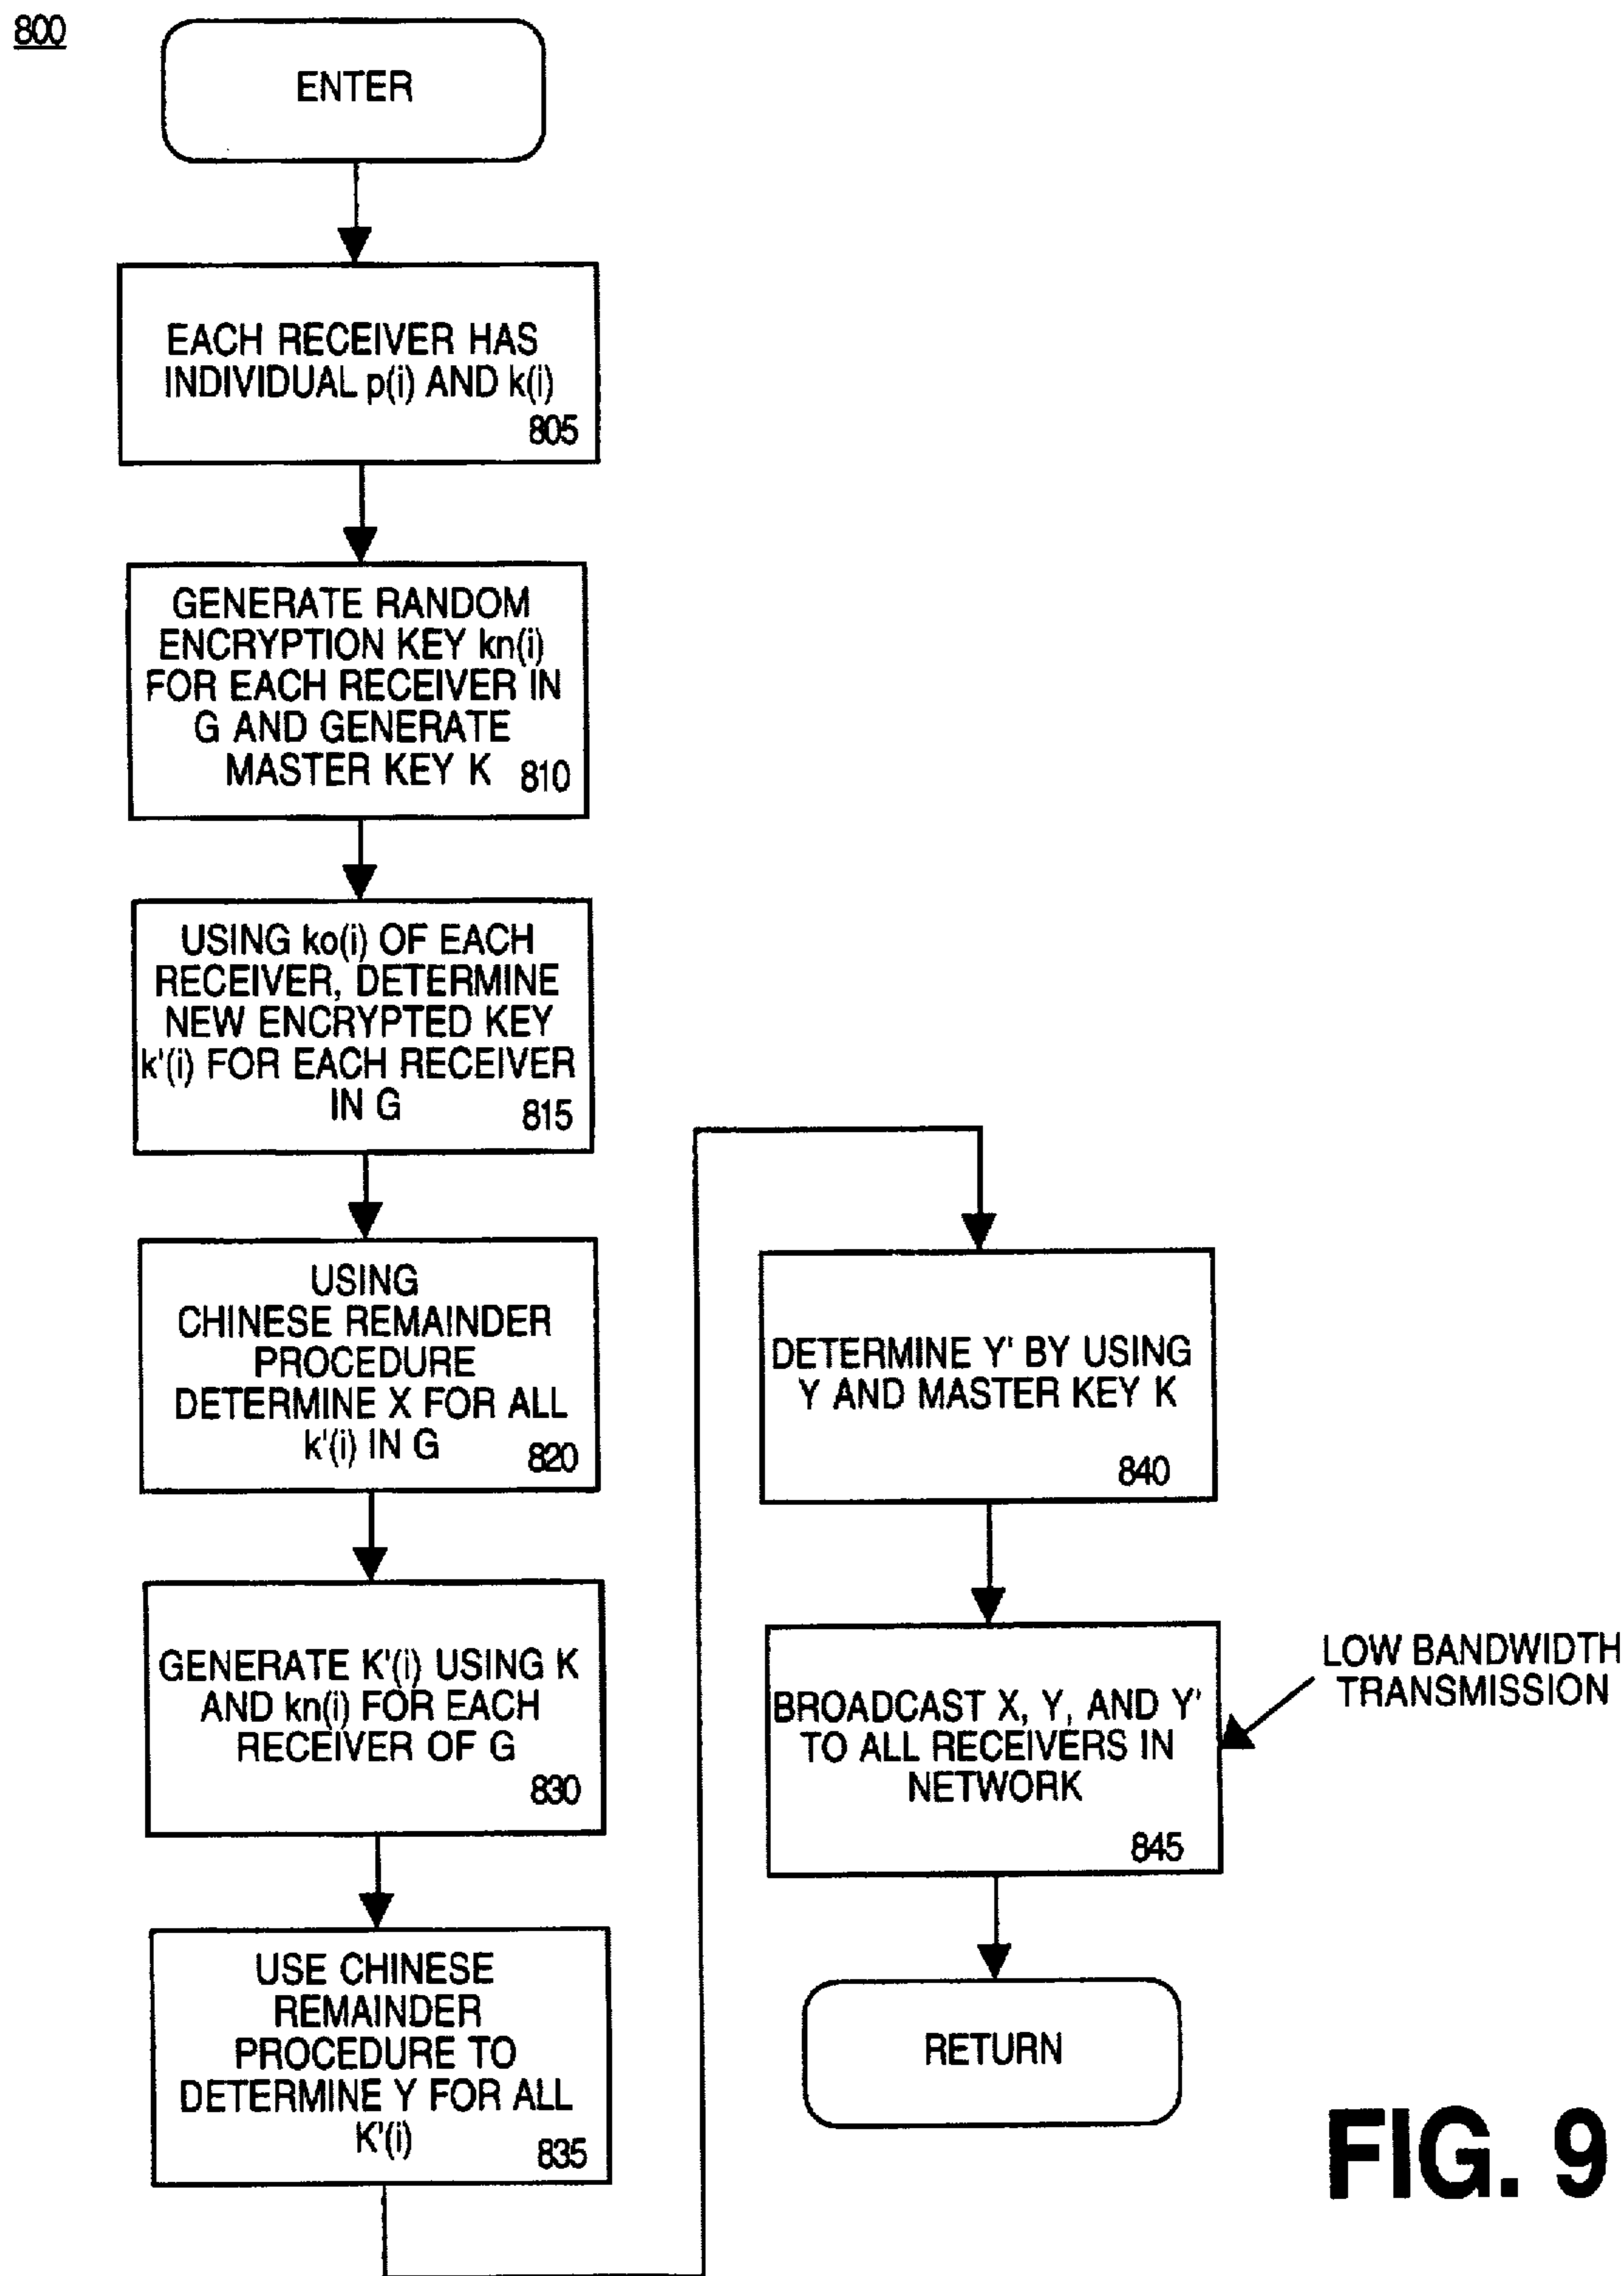 800
ENTER
EACH RECEIVER HAS
INDIVIDUAL p(i) AND k(i)
805
GENERATE RANDOM
ENCRYPTION KEY kn(i)
FOR EACH RECEIVER IN
G AND GENERATE
MASTER KEY K 810
USING ko(i) OF EACH
RECEIVER, DETERMINE
NEW ENCRYPTED KEY
k'(i) FOR EACH RECEIVER
IN G 815
USING
CHINESE REMAINDER
PROCEDURE
DETERMINE X FOR ALL
k'(i) IN G 820
GENERATE K'(i) USING K
AND kn(i) FOR EACH
RECEIVER OF G
830
USE CHINESE
REMAINDER
PROCEDURE TO
DETERMINE Y FOR ALL
K'(i) 835
DETERMINE Y' BY USING
Y AND MASTER KEY K
840
BROADCAST X, Y, AND Y'
TO ALL RECEIVERS IN
NETWORK
845
LOW BANDWIDTH
TRANSMISSION
RETURN
FIG. 9